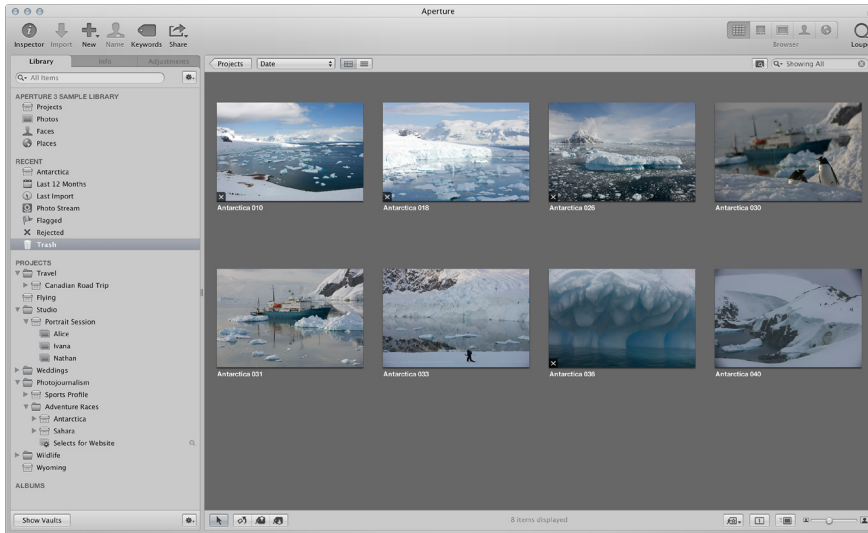 Aperture
Inspector Import New Name Keywords Share
Browser
Loupe
Library Info Adjustments
All Items
Projects Date
Showing All
APERTURE 3 SAMPLE LIBRARY
Projects
Photos
Faces
Places
RECENT
Antarctica
Last 12 Months
Last Import
Photo Stream
Flagged
Rejected
Trash
PROJECTS
Travel
Canadian Road Trip
Flying
Studio
Portrait Session
Alice
Ivana
Nathan
Weddings
Photojournalism
Sports Profile
Adventure Races
Antarctica
Sahara
Selects for Website
Wildlife
Wyoming
ALBUMS
Show Vaults
Antarctica 010 Antarctica 018 Antarctica 026 Antarctica 030
Antarctica 031 Antarctica 033 Antarctica 036 Antarctica 040
8 items displayed